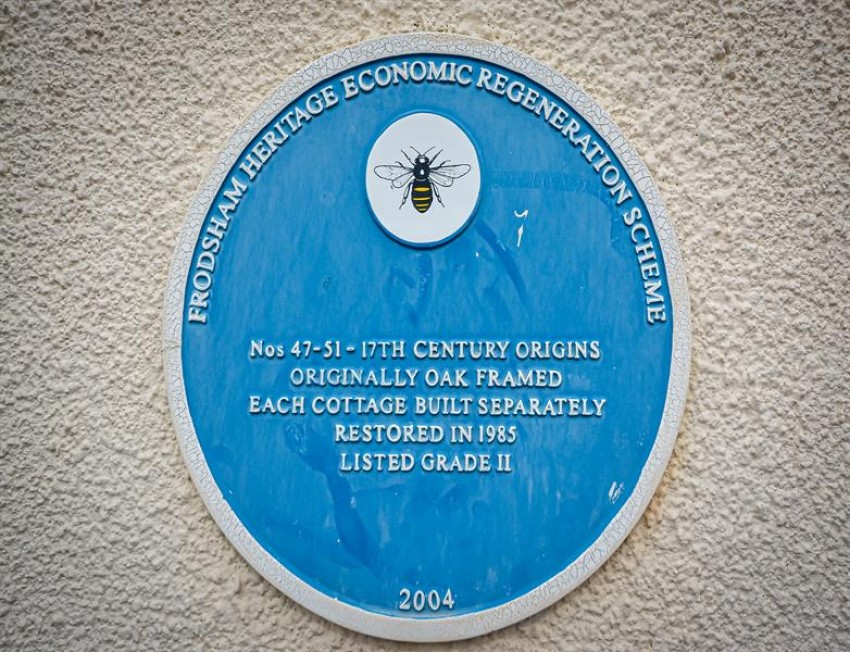 FRODSHAM HERITAGE ECONOMIC REGENERATION SCHEME
Nos 47-51 - 17TH CENTURY ORIGINS
ORIGINALLY OAK FRAMED
EACH COTTAGE BUILT SEPARATELY
RESTORED IN 1985
LISTED GRADE II
2004